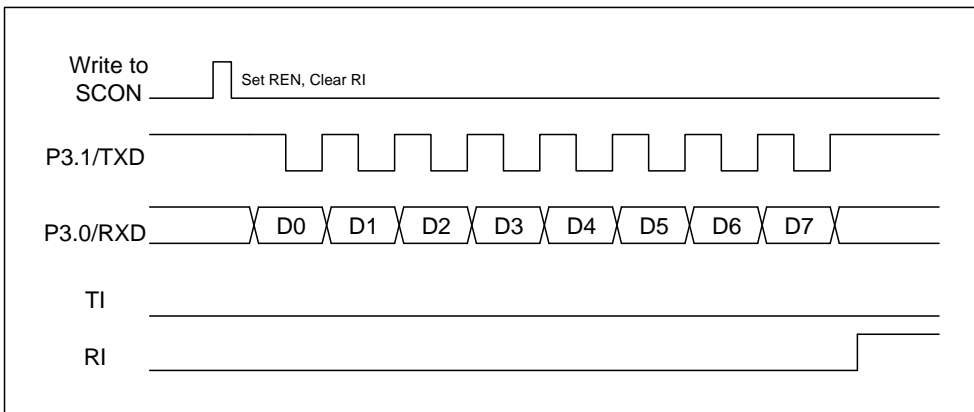 Write to
SCON
Set REN, Clear RI
P3.1/TXD
P3.0/RXD
D0 D1 D2 D3 D4 D5 D6 D7
TI
RI